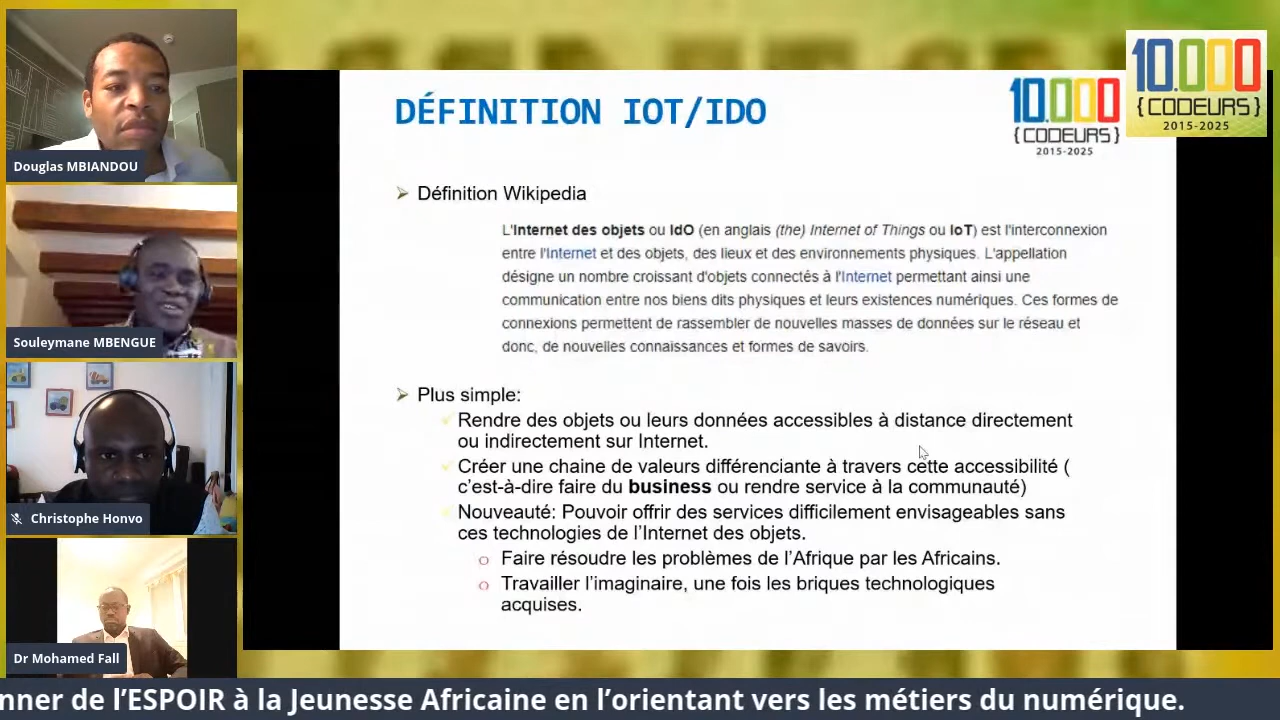 Douglas MBIANDOU
Souleymane MBENGUE
Christophe Honvo
Dr Mohamed Fall
DÉFINITION IOT/IDO
10.000
{CODEURS}
2015-2025
10.000
{CODEURS}
2015-2025
➢ Définition Wikipedia
L'Internet des objets ou IdO (en anglais (the) Internet of Things ou IoT) est l'interconnexion
entre l'Internet et des objets, des lieux et des environnements physiques. L'appellation
désigne un nombre croissant d'objets connectés à l'Internet permettant ainsi une
communication entre nos biens dits physiques et leurs existences numériques. Ces formes de
connexions permettent de rassembler de nouvelles masses de données sur le réseau et
donc, de nouvelles connaissances et formes de savoirs.
➢ Plus simple:
✓ Rendre des objets ou leurs données accessibles à distance directement
ou indirectement sur Internet.
✓ Créer une chaine de valeurs différenciante à travers cette accessibilité (
c’est-à-dire faire du business ou rendre service à la communauté)
✓ Nouveauté: Pouvoir offrir des services difficilement envisageables sans
ces technologies de l’Internet des objets.
o Faire résoudre les problèmes de l’Afrique par les Africains.
o Travailler l’imaginaire, une fois les briques technologiques
acquises.
nner de l’ESPOIR à la Jeunesse Africaine en l’orientant vers les métiers du numérique.